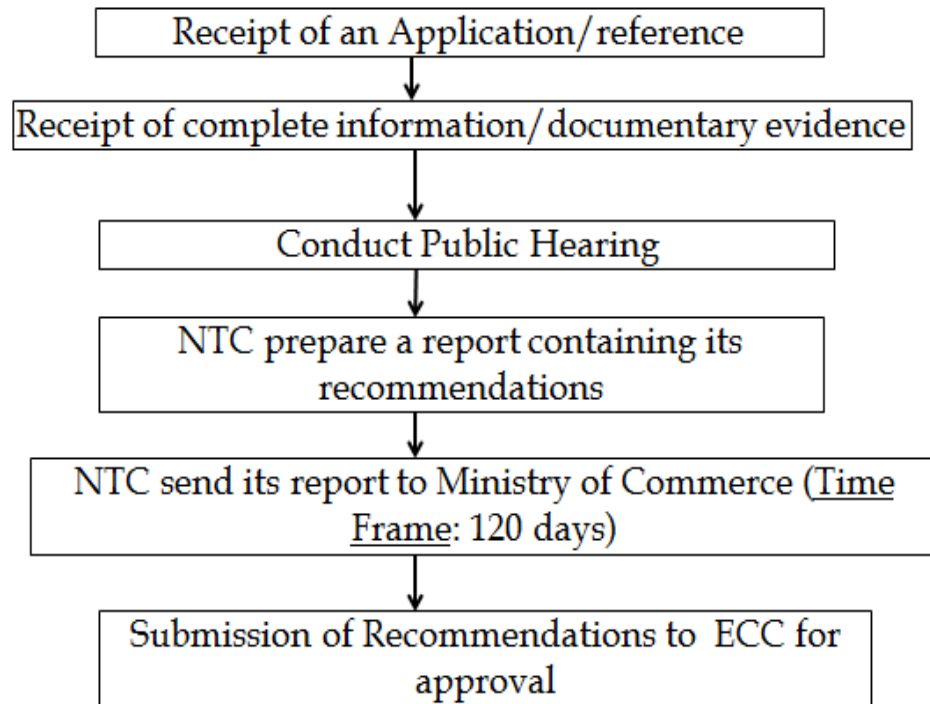 Receipt of an Application/reference
Receipt of complete information/documentary evidence
Conduct Public Hearing
NTC prepare a report containing its
recommendations
NTC send its report to Ministry of Commerce (Time
Frame: 120 days)
Submission of Recommendations to ECC for
approval